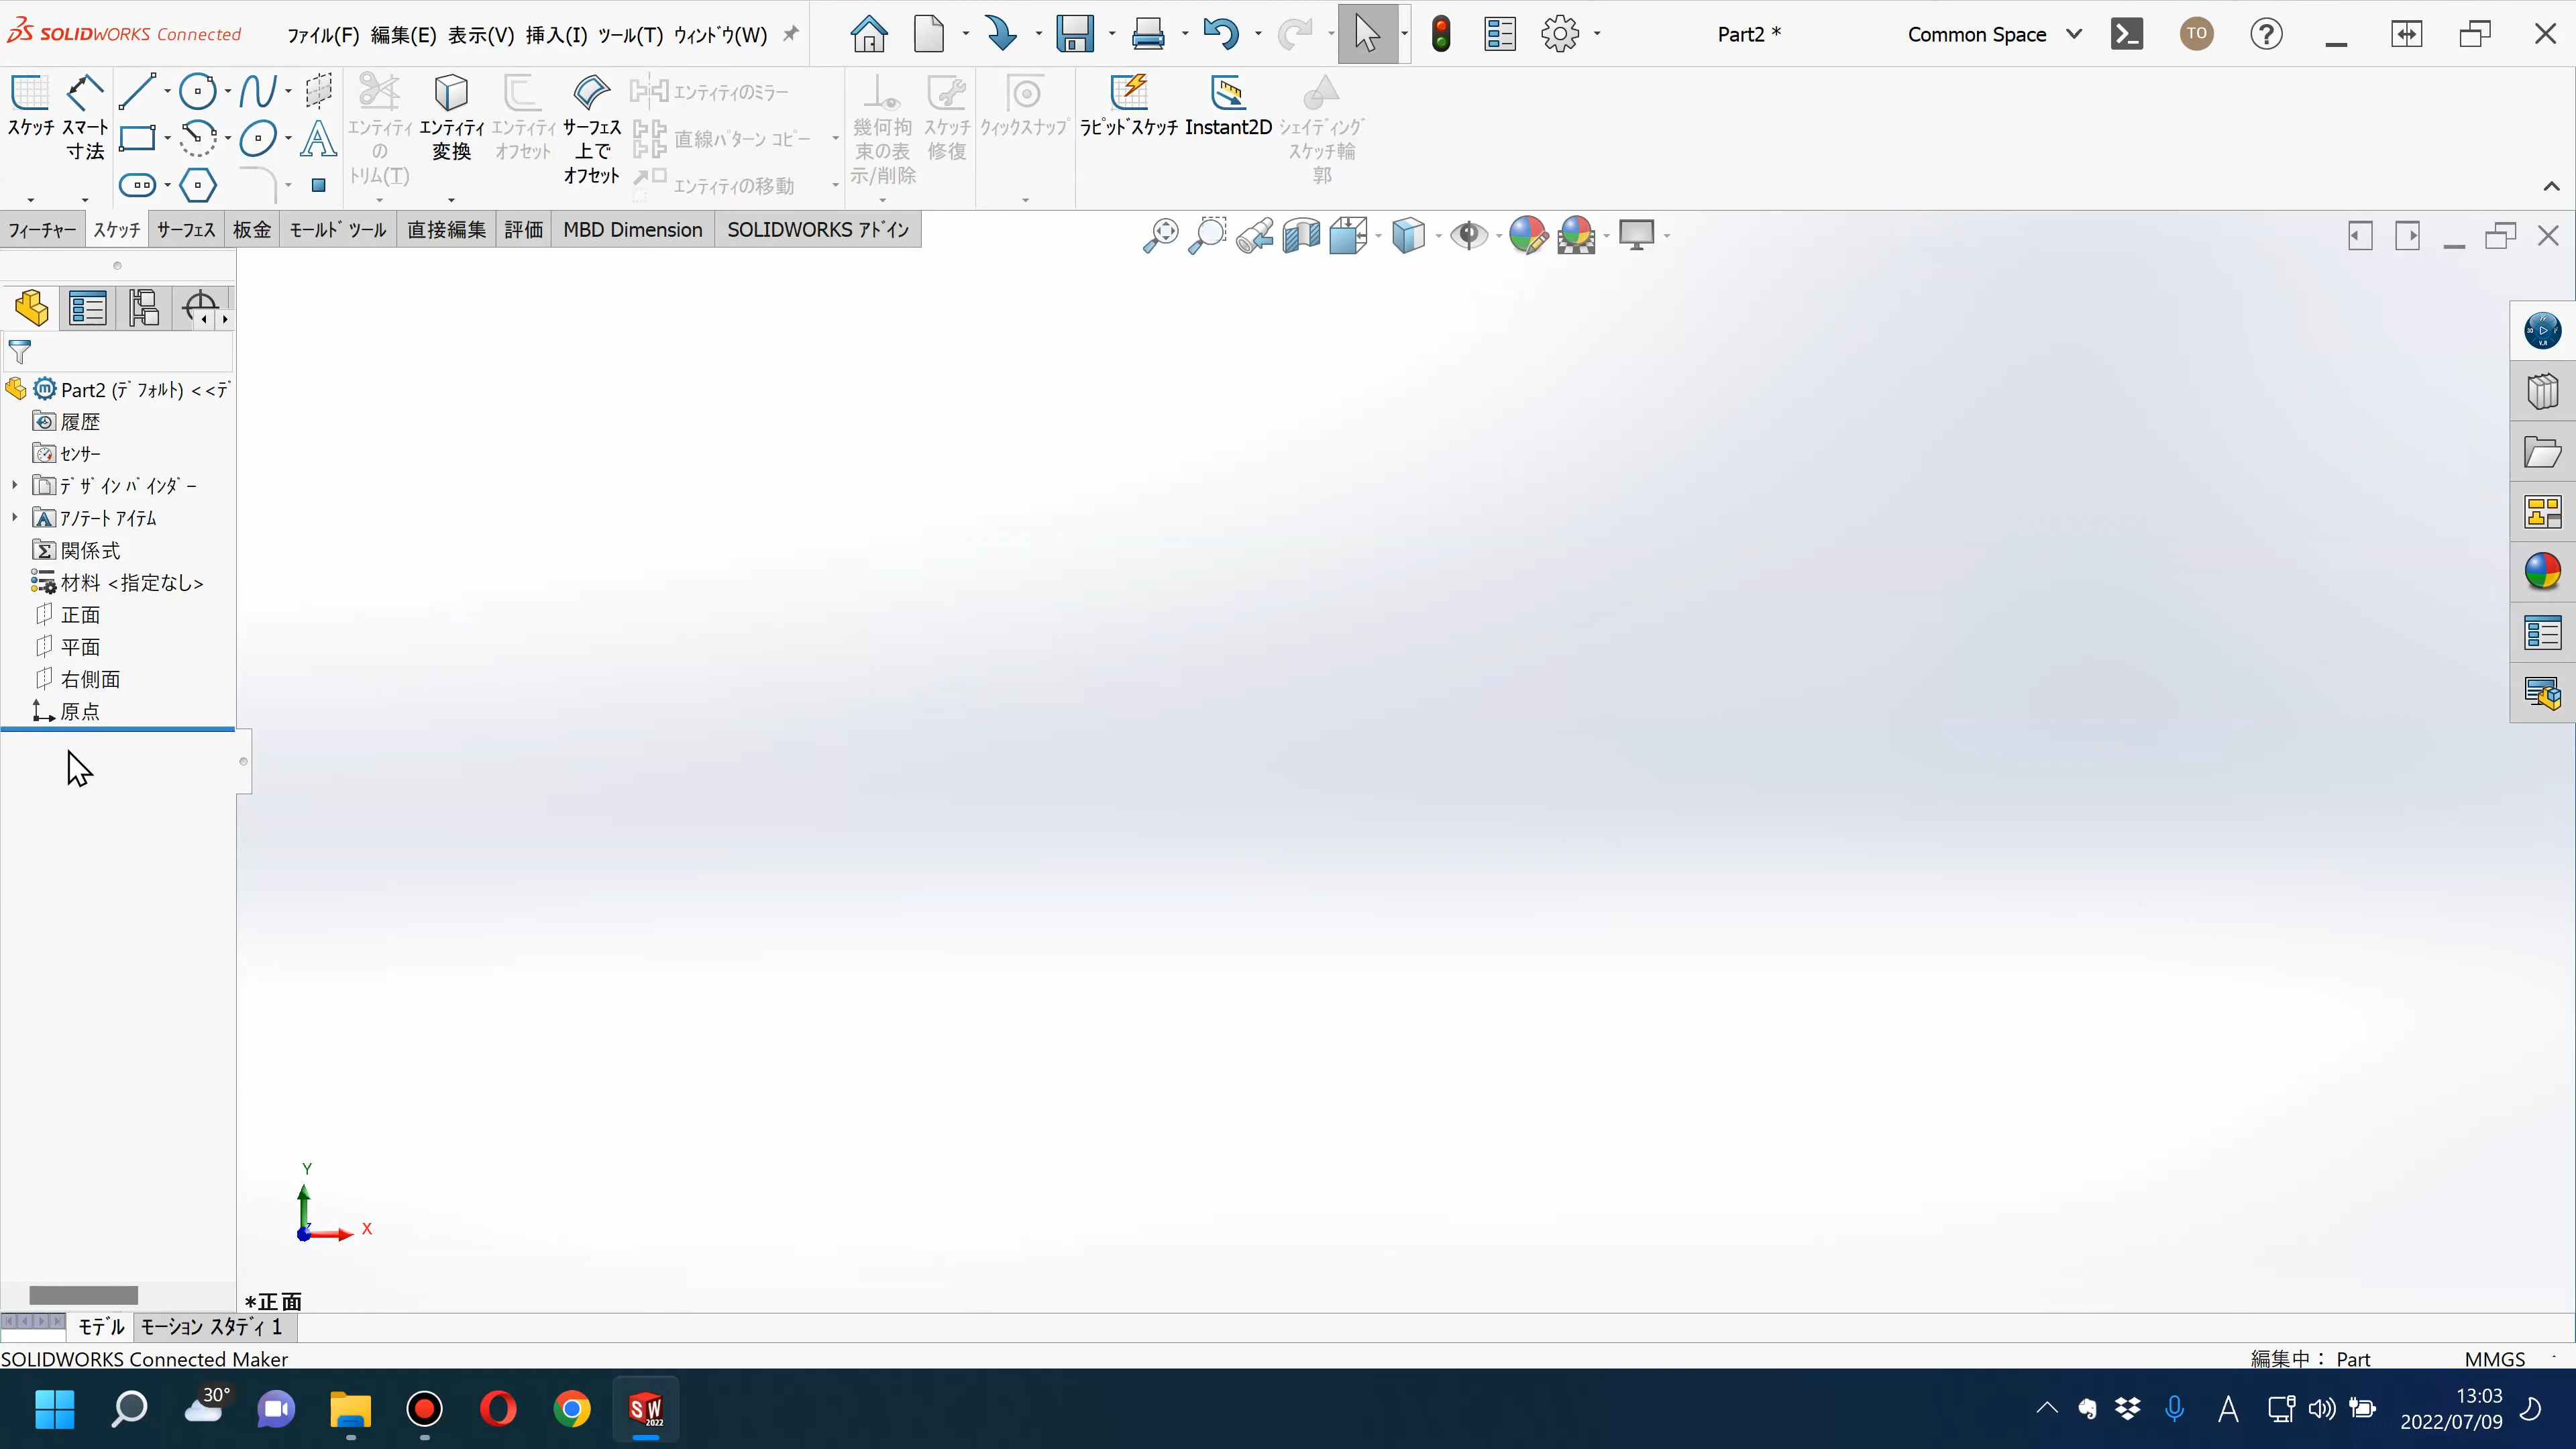 SOLIDWORKS Connected ファイル(F) 編集(E) 表示(V) 挿入(I) ツール(T) ウィンドウ(W) Part2 * Common Space TO
スケッチ
スマート
寸法
エンティティ
の
トリム(T)
エンティティ
変換
エンティティ
オフセット
サーフェス
上で
オフセット
エンティティのミラー
直線パターン コピー
エンティティの移動
幾何拘
束の表
示/削除
スケッチ
修復
クイックスナップ
ラピッドスケッチ
Instant2D
シェイディング
スケッチ輪
郭
フィーチャー スケッチ サーフェス 板金 モールド ツール 直接編集 評価 MBD Dimension SOLIDWORKS アドイン
Part2 (デフォルト) <<デ
履歴
センサー
デザイン バインダー
アノテート アイテム
関係式
材料 <指定なし>
正面
平面
右側面
原点
Y
Z
X
*正面
モデル モーション スタディ 1
SOLIDWORKS Connected Maker 編集中： Part MMGS
30°
SW
2022
A
13:03
2022/07/09